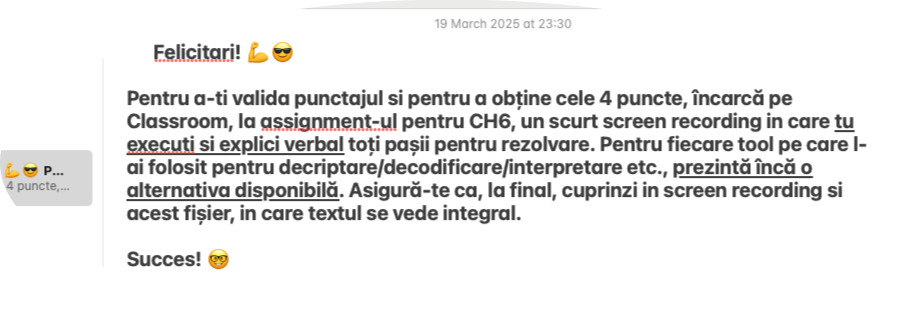 19 March 2025 at 23:30
Felicitari! 💪😎
Pentru a-ti valida punctajul si pentru a obține cele 4 puncte, încarcă pe
Classroom, la assignment-ul pentru CH6, un scurt screen recording in care tu
execuți si explici verbal toți pașii pentru rezolvare. Pentru fiecare tool pe care l-
ai folosit pentru decriptare/decodificare/interpretare etc., prezintă încă o
alternativa disponibilă. Asigură-te ca, la final, cuprinzi in screen recording si
acest fișier, in care textul se vede integral.
Succes! 🤓
💪😎 P...
4 puncte,...